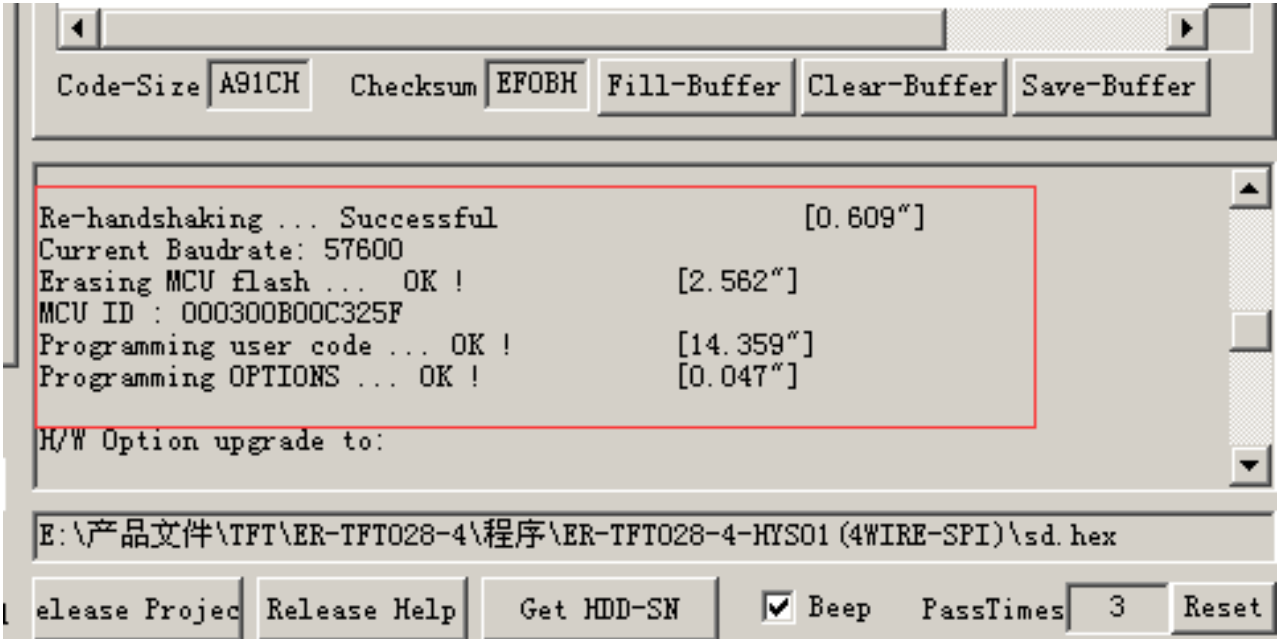 Code-Size A91CH Checksum EF0BH Fill-Buffer Clear-Buffer Save-Buffer
Re-handshaking ... Successful [0.609"]
Current Baudrate: 57600
Erasing MCU flash ... OK ! [2.562"]
MCU ID : 000300B00C325F
Programming user code ... OK ! [14.359"]
Programming OPTIONS ... OK ! [0.047"]
H/W Option upgrade to:
E:\产品文件\TFT\ER-TFT028-4\程序\ER-TFT028-4-HYS01(4WIRE-SPI)\sd.hex
elease Projec Release Help Get HDD-SN Beep PassTimes 3 Reset